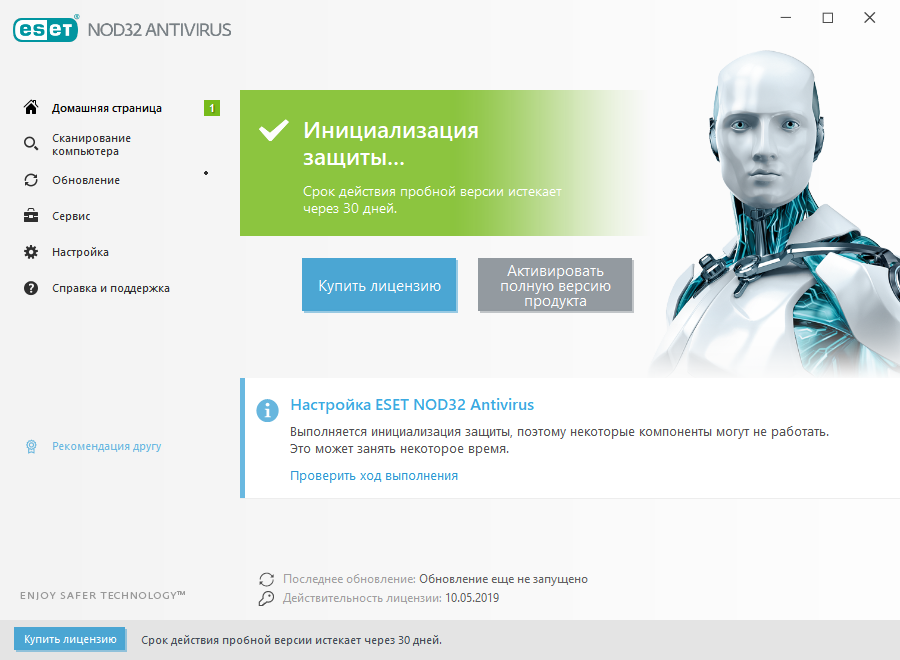 eset® NOD32 ANTIVIRUS
Домашняя страница 1
Сканирование
компьютера
Обновление
Сервис
Настройка
Справка и поддержка
Рекомендация другу
ENJOY SAFER TECHNOLOGY™
Инициализация
защиты...
Срок действия пробной версии истекает
через 30 дней.
Купить лицензию
Активировать
полную версию
продукта
Настройка ESET NOD32 Antivirus
Выполняется инициализация защиты, поэтому некоторые компоненты могут не работать.
Это может занять некоторое время.
Проверить ход выполнения
Последнее обновление: Обновление еще не запущено
Действительность лицензии: 10.05.2019
Купить лицензию Срок действия пробной версии истекает через 30 дней.